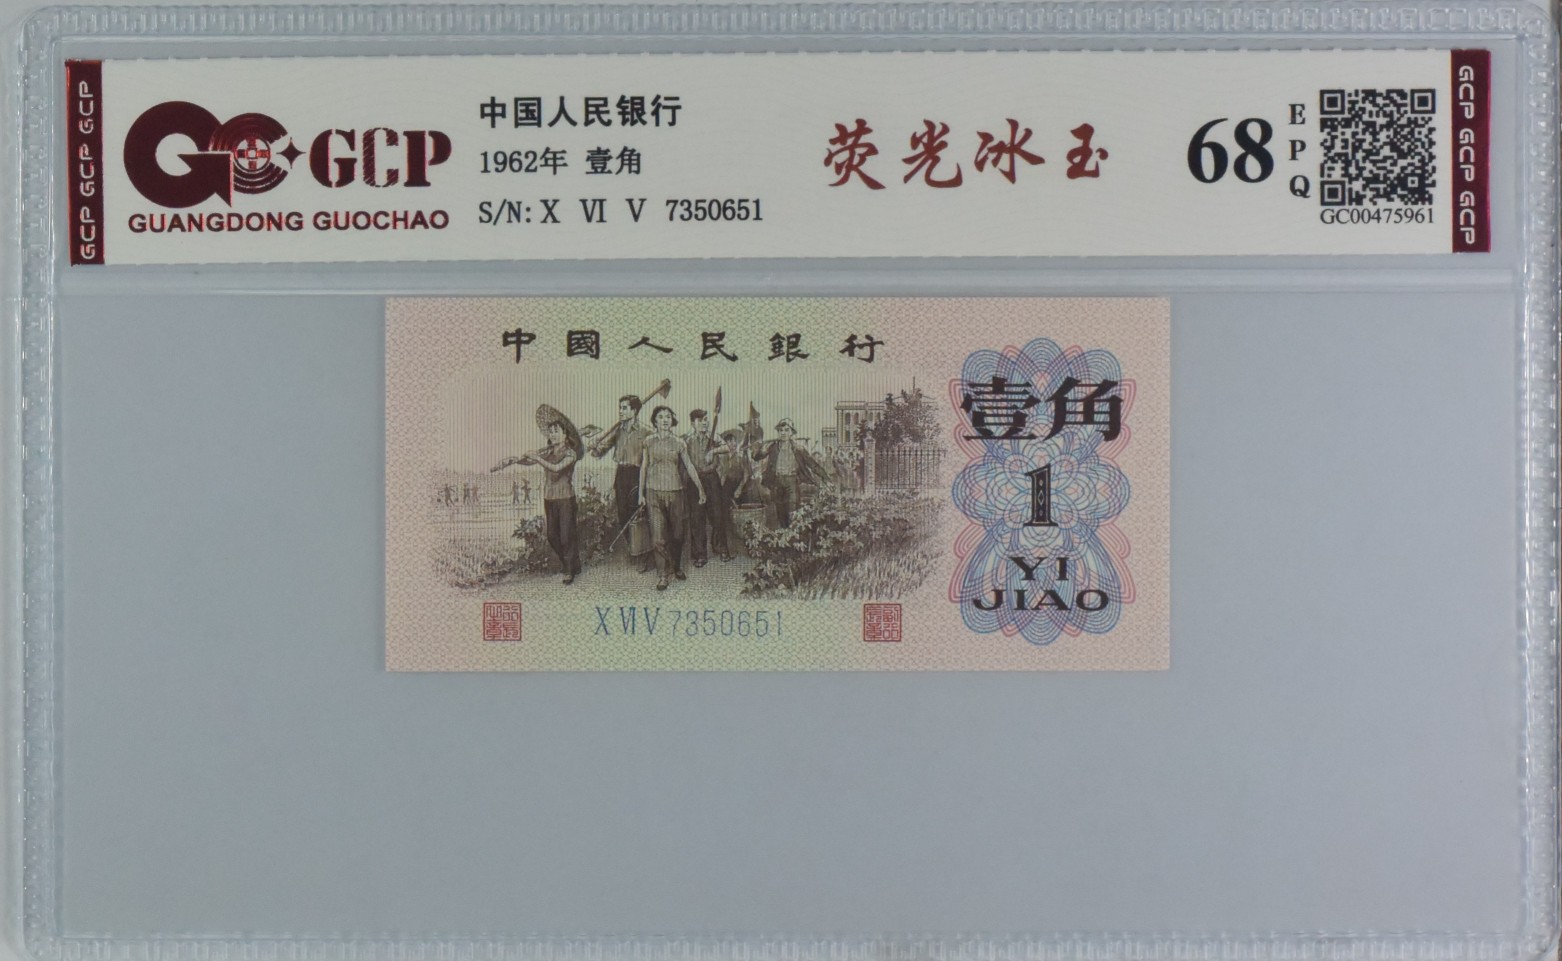 GCP GCP GCP
GCP
GUANGDONG GUOCHAO
中国人民银行
1962年 壹角
S/N: X VI V 7350651
荧光冰玉
68
EPQ
GC00475961
GCP GCP GCP
中國人民銀行
壹角
1
YI
JIAO
X VI V 7350651